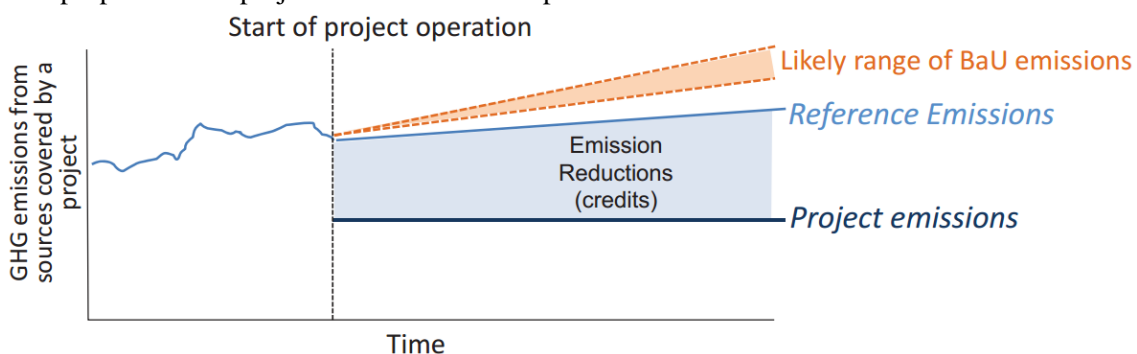 Start of project operation
GHG emissions from
sources covered by a
project
Likely range of BaU emissions
Reference Emissions
Emission
Reductions
(credits)
Project emissions
Time